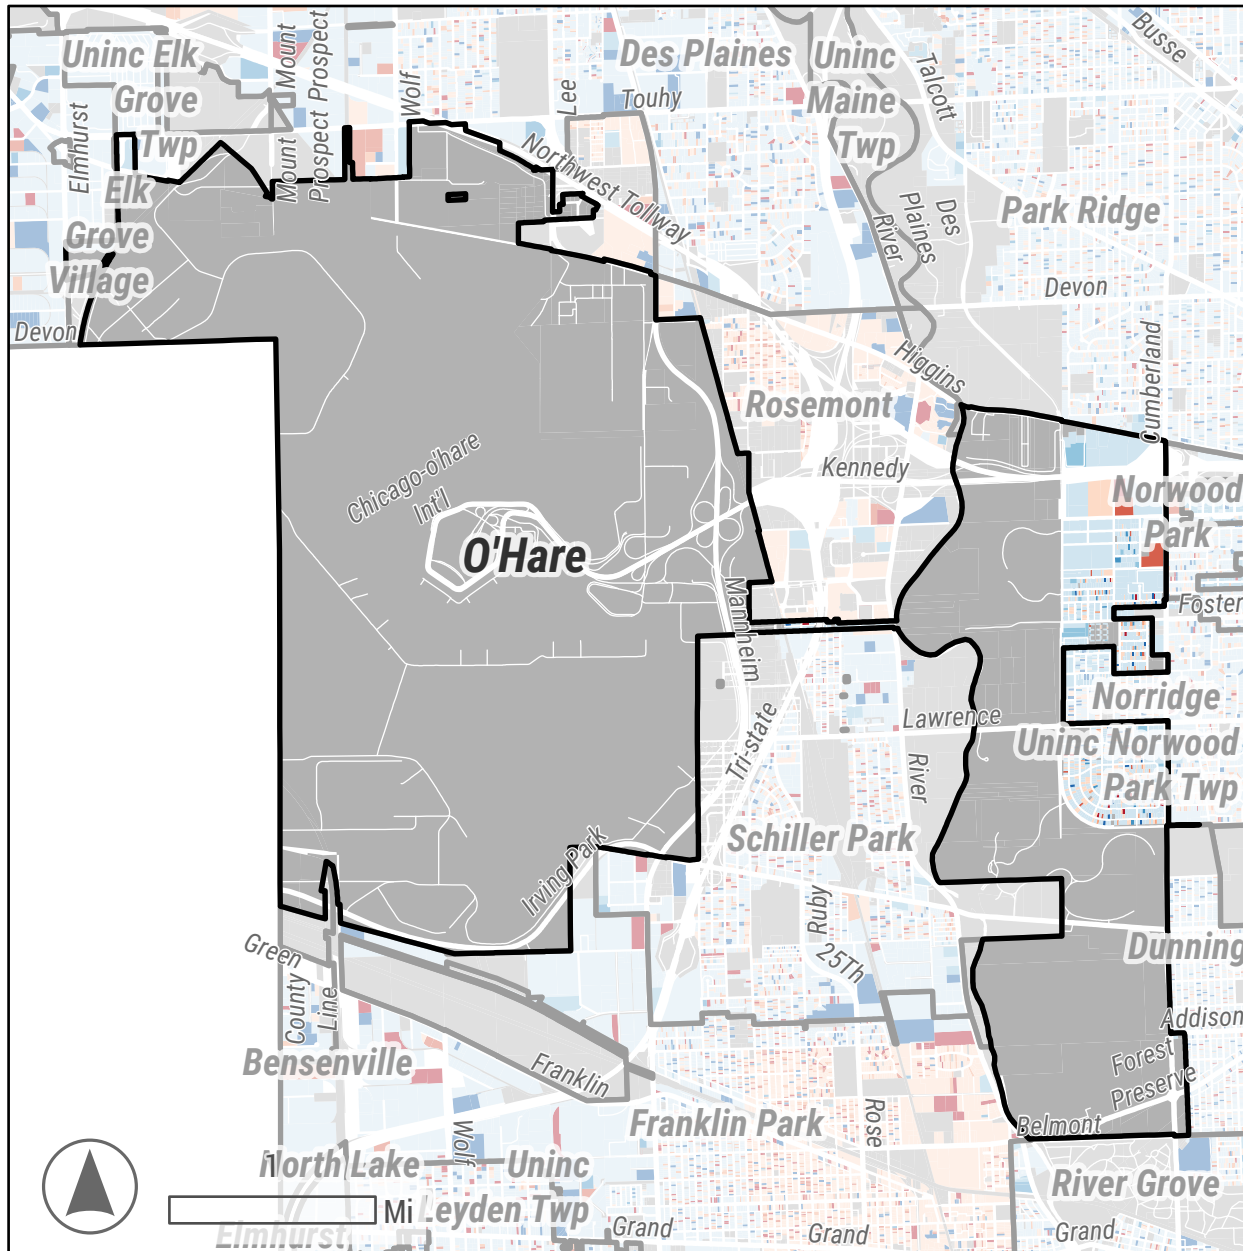 Busse
Uninc Elk
Grove
Twp
Mount
Prospect
Mount
Prospect
Wolf
Lee
Touhy
Des Plaines
Uninc
Maine
Twp
Talcott
Elmhurst
Elk
Grove
Village
Northwest Tollway
River
Des
Plaines
Park Ridge
Devon
Devon
Higgins
Cumberland
Rosemont
Kennedy
Chicago-o'hare
Int'l
O'Hare
Norwood
Park
Foster
Mannheim
Norridge
Lawrence
Tri-state
River
Uninc Norwood
Park Twp
Schiller Park
Irving Park
Ruby
25Th
Dunning
Green
County
Line
Addison
Forest
Preserve
Bensenville
Franklin
Franklin Park
Rose
Belmont
Wolf
North Lake
Uninc
Leyden Twp
River Grove
1
Mi
Elmhurst
Grand
Grand
Grand